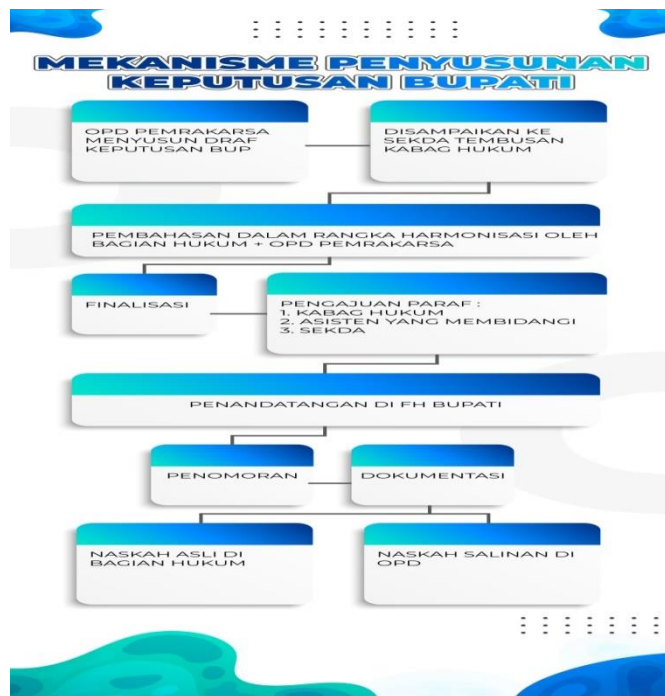 MEKANISME PENYUSUNAN
KEPUTUSAN BUPATI
OPD PEMRAKARSA
MENYUSUN DRAF
KEPUTUSAN BUP
DISAMPAIKAN KE
SEKDA TEMBUSAN
KABAG HUKUM
PEMBAHASAN DALAM RANGKA HARMONISASI OLEH
BAGIAN HUKUM + OPD PEMRAKARSA
FINALISASI
PENGAJUAN PARAF :
1. KABAG HUKUM
2. ASISTEN YANG MEMBIDANGI
3. SEKDA
PENANDATANGAN DI FH BUPATI
PENOMORAN
DOKUMENTASI
NASKAH ASLI DI
BAGIAN HUKUM
NASKAH SALINAN DI
OPD